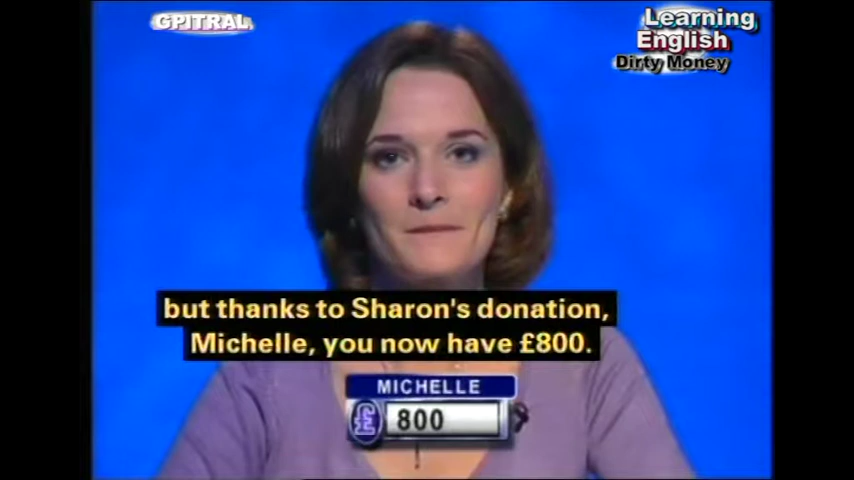 GPITRAL
Learning
English
Dirty Money
but thanks to Sharon's donation,
Michelle, you now have £800.
MICHELLE
£ 800